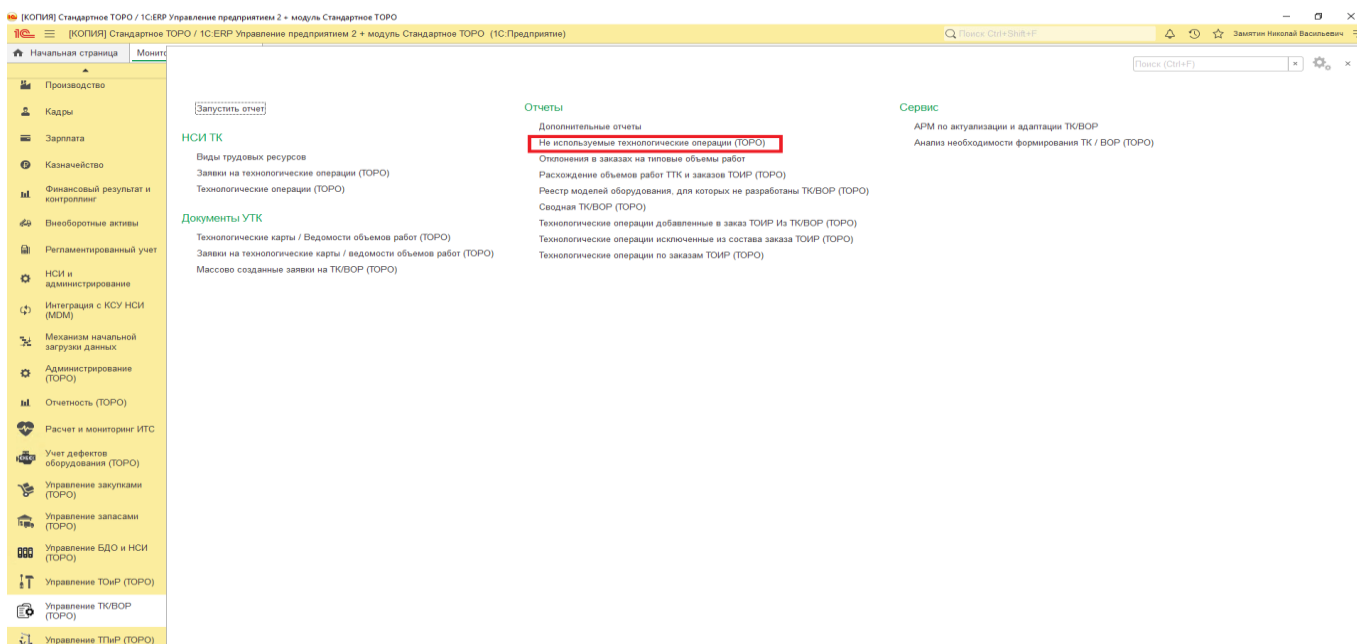 [КОПИЯ] Стандартное ТОРО / 1С:ERP Управление предприятием 2 + модуль Стандартное ТОРО
[КОПИЯ] Стандартное ТОРО / 1С:ERP Управление предприятием 2 + модуль Стандартное ТОРО (1С:Предприятие)
Поиск Ctrl+Shift+F
Замятин Николай Васильевич
Начальная страница
Монито
Поиск (Ctrl+F)
Производство
Кадры
Зарплата
Казначейство
Финансовый результат и
контроллинг
Внеоборотные активы
Регламентированный учет
НСИ и
администрирование
Интеграция с КСУ НСИ
(MDM)
Механизм начальной
загрузки данных
Администрирование
(ТОРО)
Отчетность (ТОРО)
Расчет и мониторинг ИТС
Учет дефектов
оборудования (ТОРО)
Управление закупками
(ТОРО)
Управление запасами
(ТОРО)
Управление БДО и НСИ
(ТОРО)
Управление ТОиР (ТОРО)
Управление ТК/ВОР
(ТОРО)
Управление ТПиР (ТОРО)
Запустить отчет
НСИ ТК
Виды трудовых ресурсов
Заявки на технологические операции (ТОРО)
Технологические операции (ТОРО)
Документы УТК
Технологические карты / Ведомости объемов работ (ТОРО)
Заявки на технологические карты / ведомости объемов работ (ТОРО)
Массово созданные заявки на ТК/ВОР (ТОРО)
Отчеты
Дополнительные отчеты
Не используемые технологические операции (ТОРО)
Отклонения в заказах на типовые объемы работ
Расхождение объемов работ ТТК и заказов ТОИР (ТОРО)
Реестр моделей оборудования, для которых не разработаны ТК/ВОР (ТОРО)
Сводная ТК/ВОР (ТОРО)
Технологические операции добавленные в заказ ТОИР Из ТК/ВОР (ТОРО)
Технологические операции исключенные из состава заказа ТОИР (ТОРО)
Технологические операции по заказам ТОИР (ТОРО)
Сервис
АРМ по актуализации и адаптации ТК/ВОР
Анализ необходимости формирования ТК / ВОР (ТОРО)